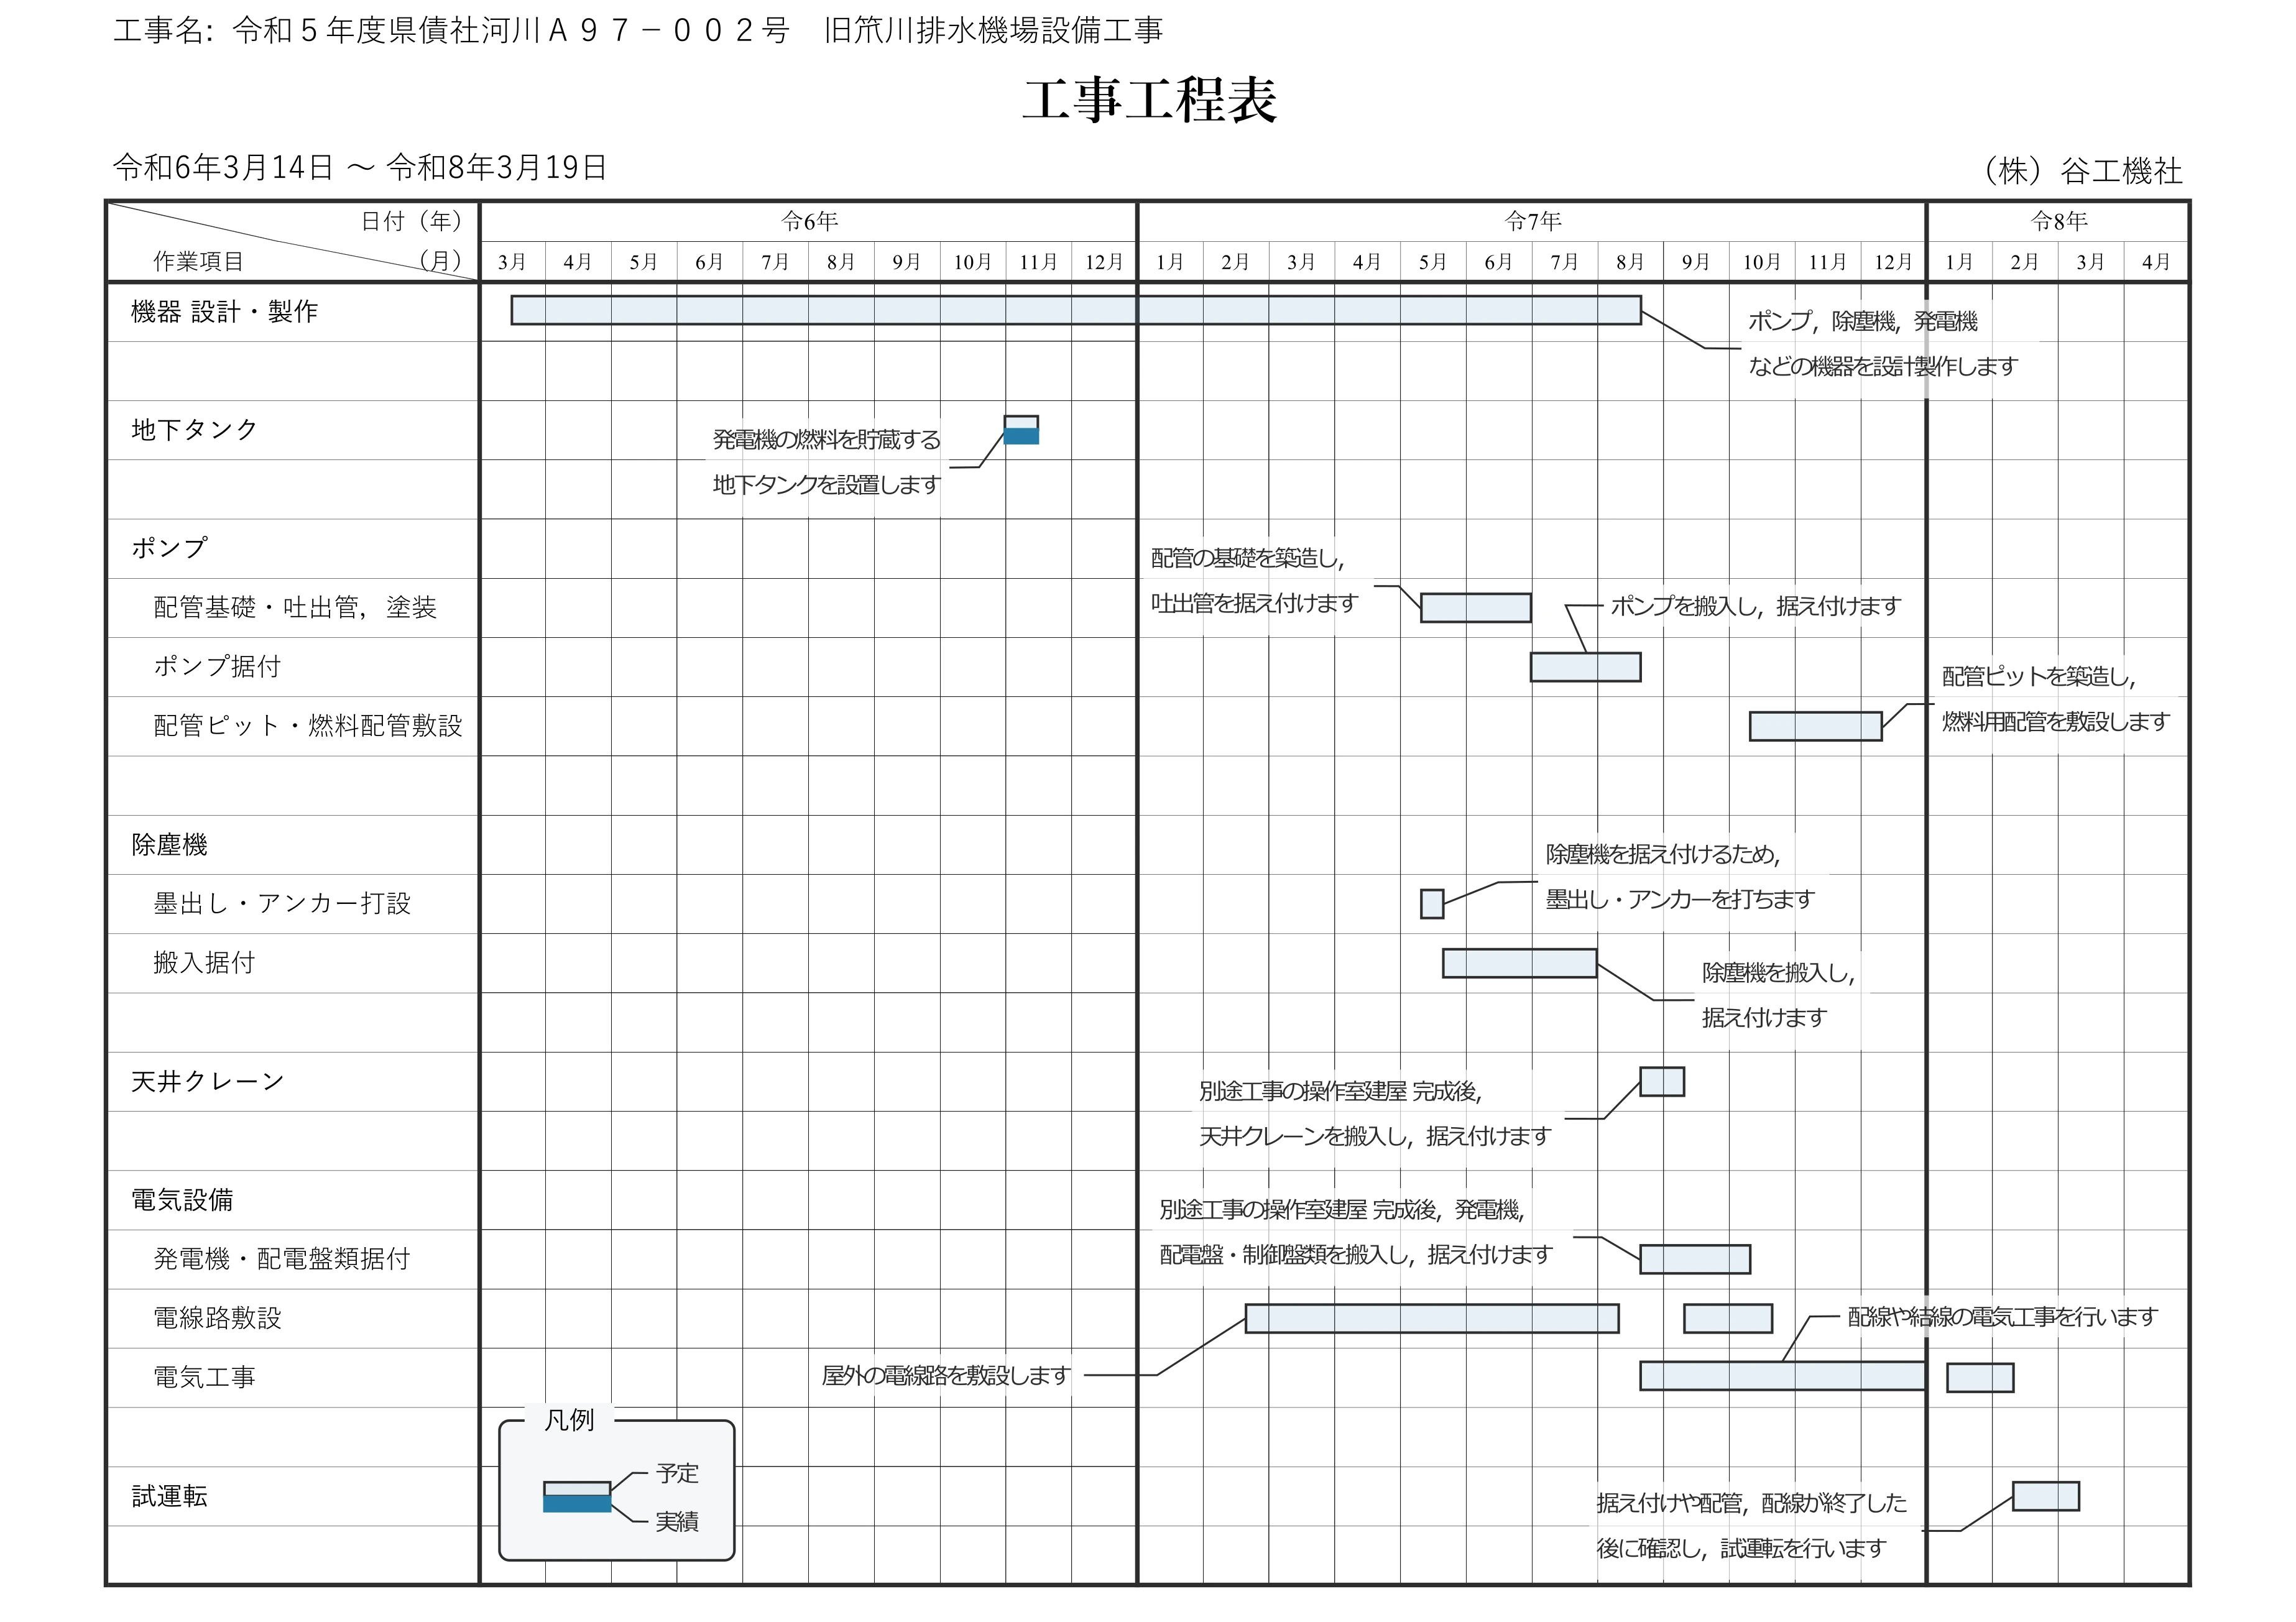 工事名: 令和５年度県債社河川Ａ９７－００２号　旧笊川排水機場設備工事
工事工程表
令和6年3月14日 ～ 令和8年3月19日
（株）谷工機社
日付（年）
作業項目 （月）
令6年 令7年 令8年
3月 4月 5月 6月 7月 8月 9月 10月 11月 12月 1月 2月 3月 4月 5月 6月 7月 8月 9月 10月 11月 12月 1月 2月 3月 4月
機器 設計・製作
ポンプ，除塵機，発電機
などの機器を設計製作します
地下タンク
発電機の燃料を貯蔵する
地下タンクを設置します
ポンプ
配管の基礎を築造し，
吐出管を据え付けます
配管基礎・吐出管，塗装
ポンプを搬入し，据え付けます
ポンプ据付
配管ピットを築造し，
燃料用配管を敷設します
配管ピット・燃料配管敷設
除塵機
除塵機を据え付けるため，
墨出し・アンカーを打ちます
墨出し・アンカー打設
搬入据付
除塵機を搬入し，
据え付けます
天井クレーン
別途工事の操作室建屋 完成後，
天井クレーンを搬入し，据え付けます
電気設備
別途工事の操作室建屋 完成後，発電機，
配電盤・制御盤類を搬入し，据え付けます
発電機・配電盤類据付
電線路敷設
配線や結線の電気工事を行います
電気工事
屋外の電線路を敷設します
凡例
予定
実績
試運転
据え付けや配管，配線が終了した
後に確認し，試運転を行います